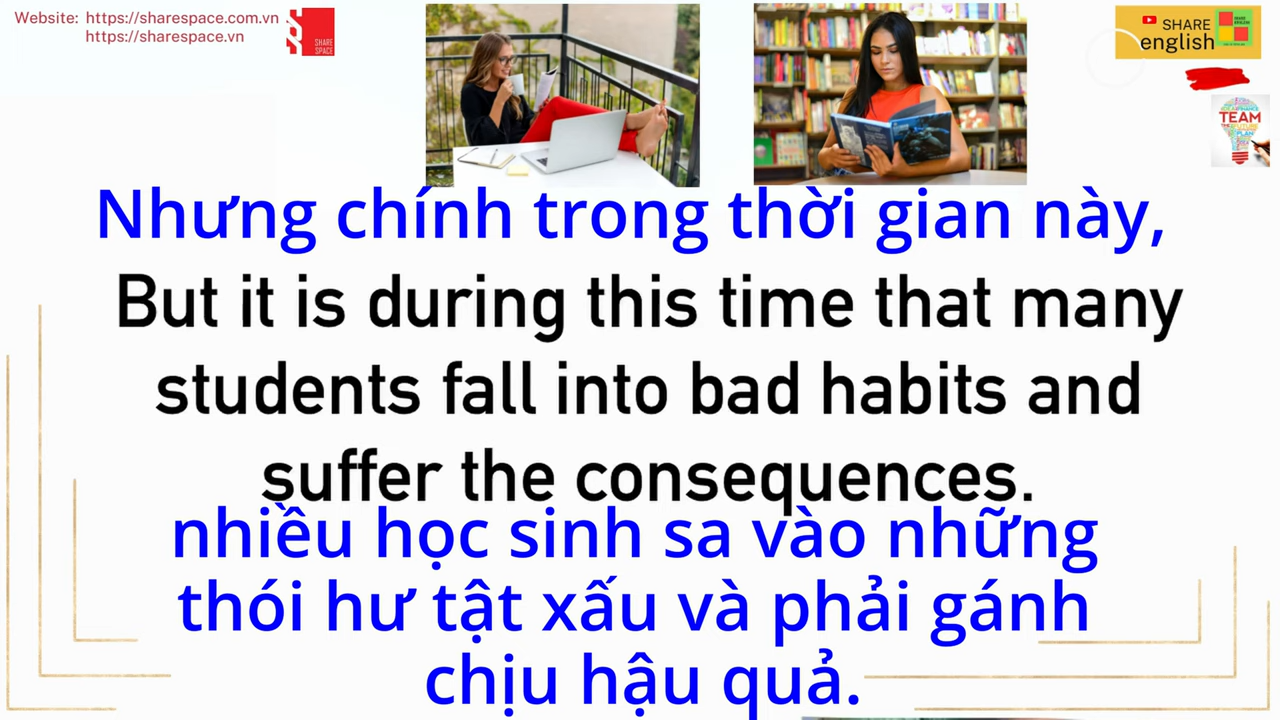 Website: https://sharespace.com.vn
https://sharespace.vn
SHARE
SPACE
SHARE
english
TEAM
Nhưng chính trong thời gian này,
But it is during this time that many
students fall into bad habits and
suffer the consequences.
nhiều học sinh sa vào những
thói hư tật xấu và phải gánh
chịu hậu quả.